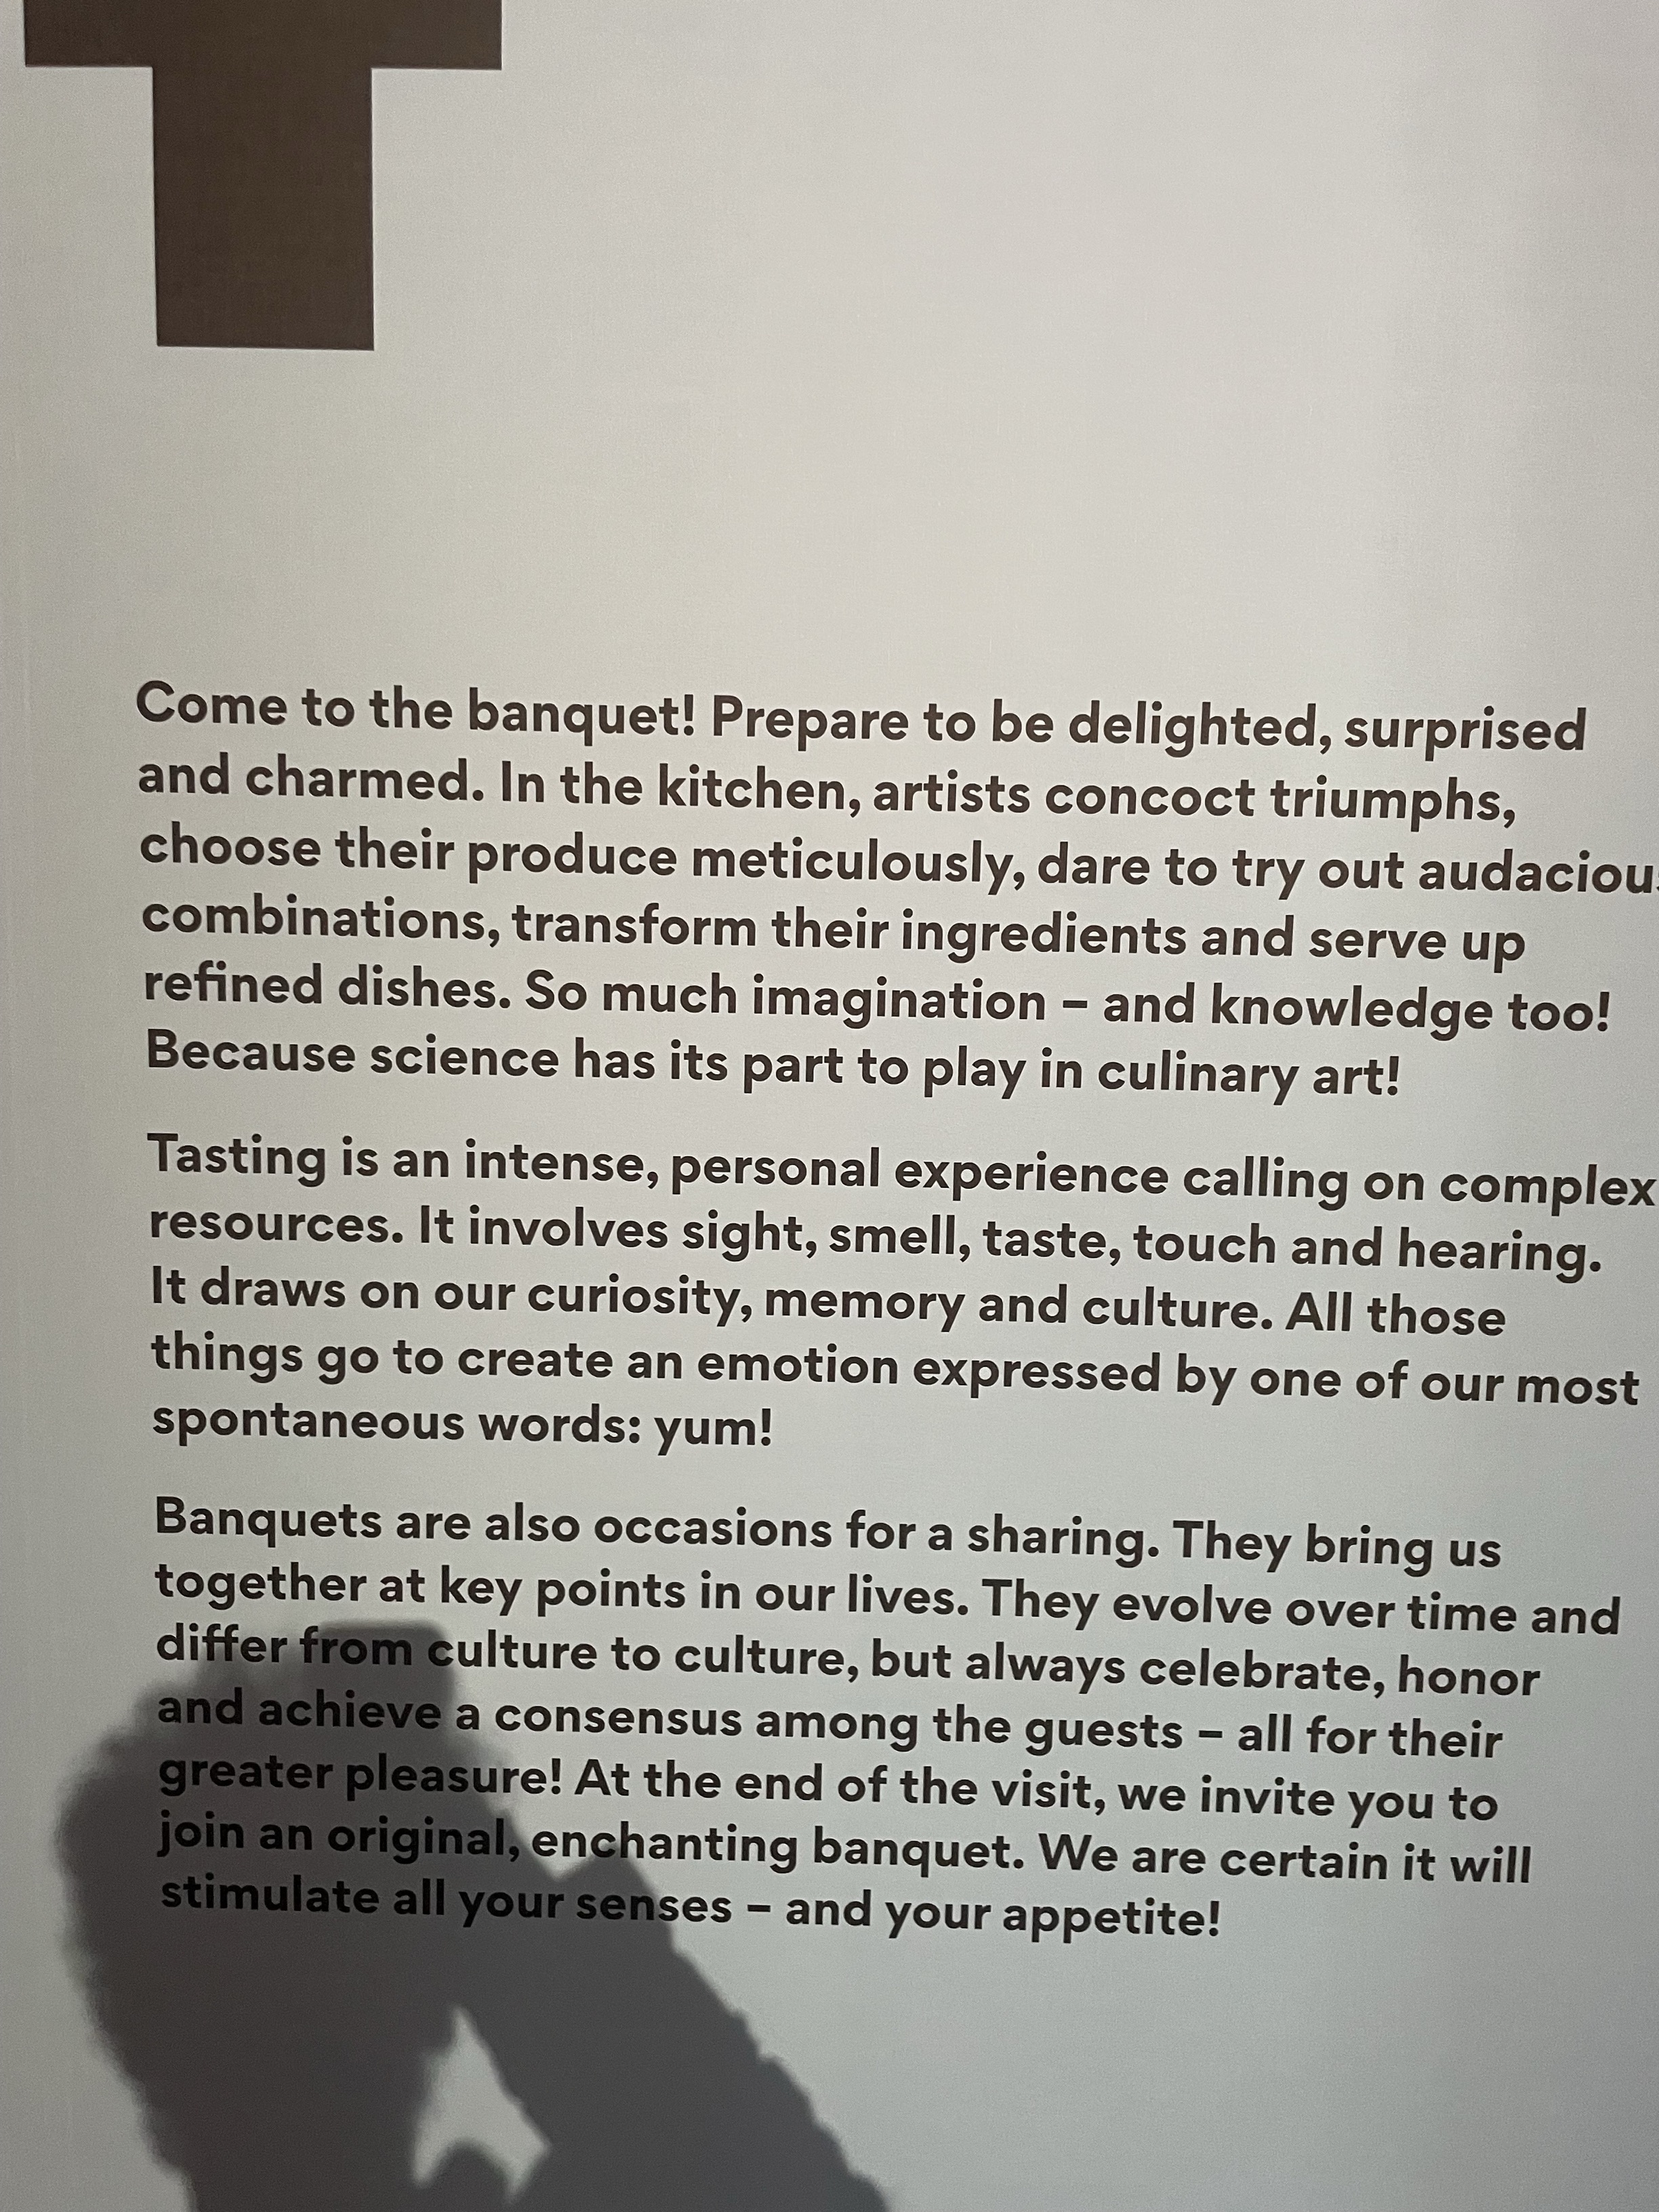 Come to the banquet! Prepare to be delighted, surprised
and charmed. In the kitchen, artists concoct triumphs,
choose their produce meticulously, dare to try out audacious
combinations, transform their ingredients and serve up
refined dishes. So much imagination – and knowledge too!
Because science has its part to play in culinary art!
Tasting is an intense, personal experience calling on complex
resources. It involves sight, smell, taste, touch and hearing.
It draws on our curiosity, memory and culture. All those
things go to create an emotion expressed by one of our most
spontaneous words: yum!
Banquets are also occasions for a sharing. They bring us
together at key points in our lives. They evolve over time and
differ from culture to culture, but always celebrate, honor
and achieve a consensus among the guests – all for their
greater pleasure! At the end of the visit, we invite you to
join an original, enchanting banquet. We are certain it will
stimulate all your senses – and your appetite!